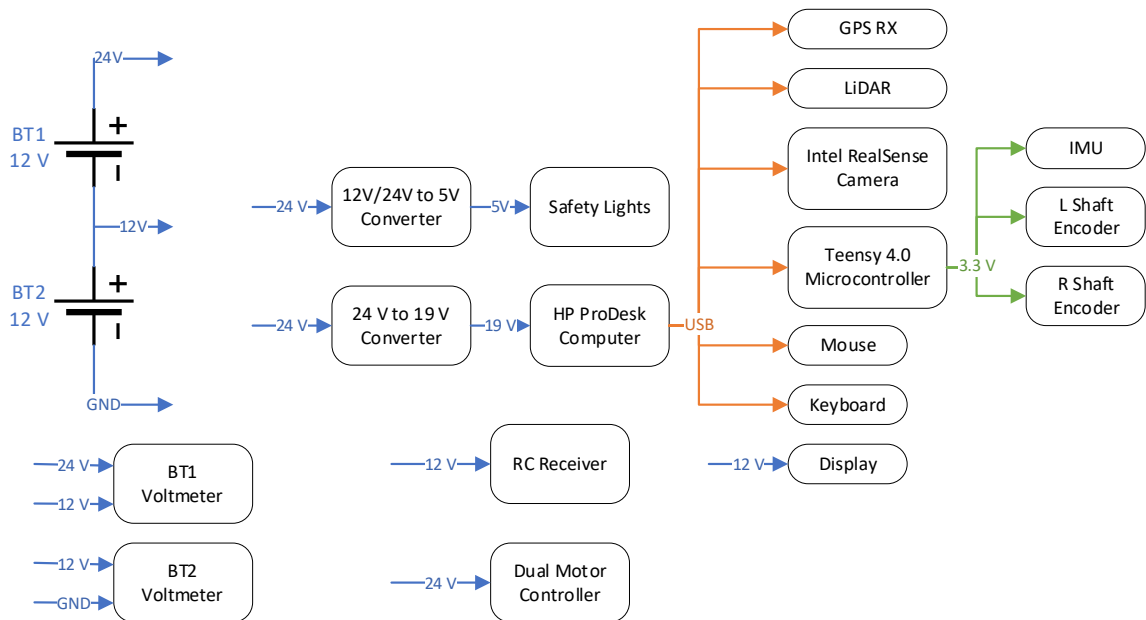 24V
BT1
12 V
+
−
12V
BT2
12 V
+
−
GND
24 V
12V/24V to 5V
Converter
5V
Safety Lights
24 V
24 V to 19 V
Converter
19 V
HP ProDesk
Computer
USB
GPS RX
LiDAR
Intel RealSense
Camera
Teensy 4.0
Microcontroller
3.3 V
IMU
L Shaft
Encoder
R Shaft
Encoder
Mouse
Keyboard
24 V
12 V
BT1
Voltmeter
12 V
RC Receiver
12 V
Display
12 V
GND
BT2
Voltmeter
24 V
Dual Motor
Controller